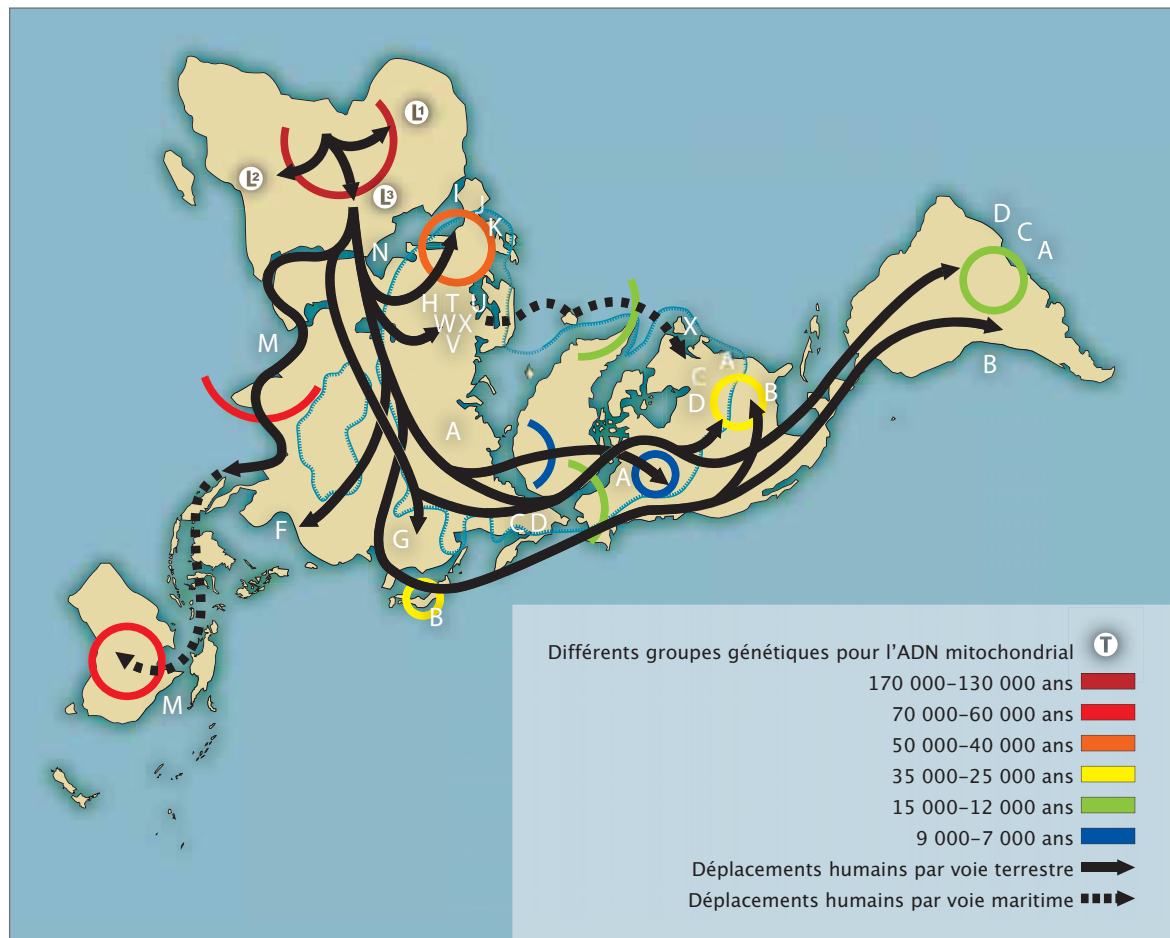 L1
L2
L3
I
J
K
N
H T U
W X
V
M
X
A
C
D
B
D
C
A
B
A
A
F
G
C D
B
M
Différents groupes génétiques pour l'ADN mitochondrial T
170 000–130 000 ans
70 000–60 000 ans
50 000–40 000 ans
35 000–25 000 ans
15 000–12 000 ans
9 000–7 000 ans
Déplacements humains par voie terrestre
Déplacements humains par voie maritime